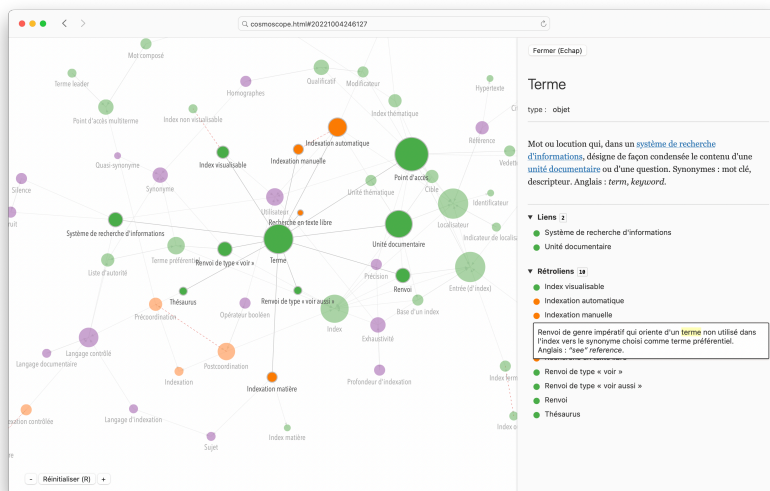 cosmoscope.html#20221004246127
Mot composé
Terme leader
Homographes
Qualificatif
Modificateur
Hypertexte
Point d'accès multiterme
Index non visualisable
Index thématique
Indexation automatique
Référence
Quasi-synonyme
Index visualisable
Indexation manuelle
Point d'accès
Vedett
Silence
Synonyme
Unité thématique
Cible
Identificateur
Utilisateur
Localisateur
ruit
Recherche en texte libre
Système de recherche d'informations
Unité documentaire
Indicateur de localis
Terme préférentiel
Renvoi de type « voir »
Terme
Liste d'autorité
Précision
Renvoi
Entrée (d'index)
Thésaurus
Renvoi de type « voir aussi »
Précoordination
Opérateur booléen
Index
Base d'un index
Langage contrôlé
Exhaustivité
Langage documentaire
Postcoordination
Indexation
Indexation matière
Profondeur d'indexation
Index ferm
xation contrôlée
Langage d'indexation
Index matière
Index o
Sujet
- Réinitialiser (R) +
Fermer (Echap)
Terme
type : objet
Mot ou locution qui, dans un système de recherche
d'informations, désigne de façon condensée le contenu d'une
unité documentaire ou d'une question. Synonymes : mot clé,
descripteur. Anglais : term, keyword.
▼ Liens 2
Système de recherche d'informations
Unité documentaire
▼ Rétroliens 10
Index visualisable
Indexation automatique
Indexation manuelle
Renvoi de genre impératif qui oriente d'un terme non utilisé dans
l'index vers le synonyme choisi comme terme préférentiel.
Anglais : "see" reference.
Renvoi de type « voir »
Renvoi de type « voir aussi »
Renvoi
Thésaurus